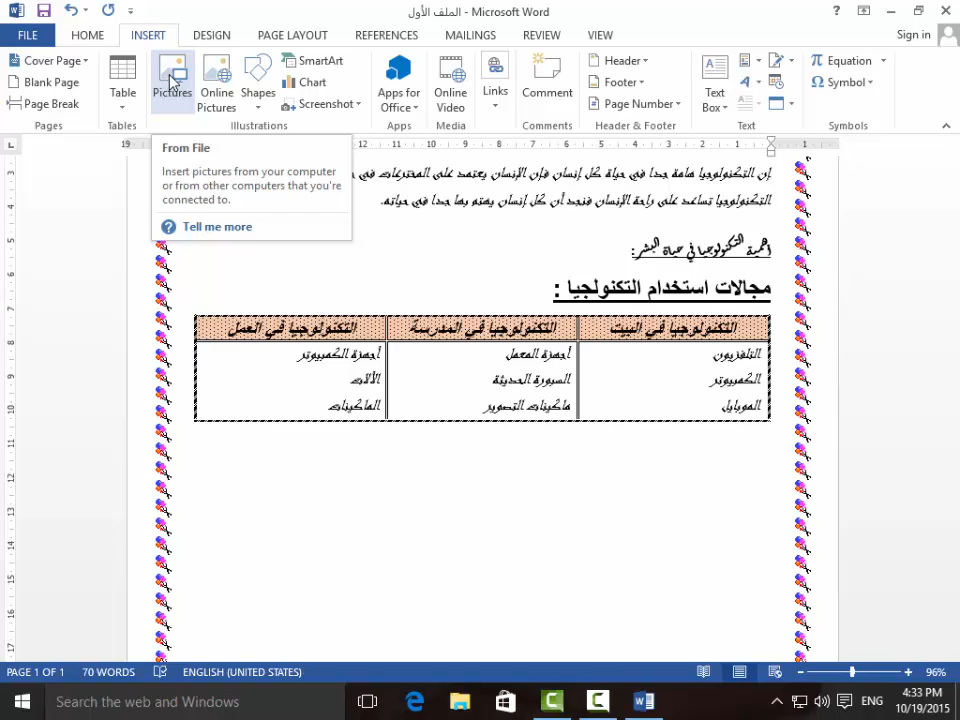 الملف الأول - Microsoft Word
Sign in
FILE HOME INSERT DESIGN PAGE LAYOUT REFERENCES MAILINGS REVIEW VIEW
Cover Page
Blank Page
Page Break
Pages
Table
Tables
Pictures
Online Pictures
Shapes
SmartArt
Chart
Screenshot
Illustrations
Apps for Office
Apps
Online Video
Media
Links
Comment
Comments
Header
Footer
Page Number
Header & Footer
Text Box
Text
Equation
Symbol
Symbols
From File
Insert pictures from your computer
or from other computers that you're
connected to.
Tell me more
إن التكنولوجيا هامة جدا في حياة كل إنسان فإن الإنسان يعتمد على المخترعات في
التكنولوجيا تساعد على راحة الإنسان فنجد أن كل إنسان يهتم بها جدا في حياته.
أهمية التكنولوجيا في حياة البشر:
مجالات استخدام التكنولجيا :
التكنولوجيا في البيت التكنولوجيا في المدرسة التكنولوجيا في العمل
التلفزيون أجهزة المعمل أجهزة الكمبيوتر
الكمبيوتر السبورة الحديثة الألات
الموبايل ماكينات التصوير الماكينات
PAGE 1 OF 1 70 WORDS ENGLISH (UNITED STATES) 96%
Search the web and Windows
ENG
4:33 PM
10/19/2015